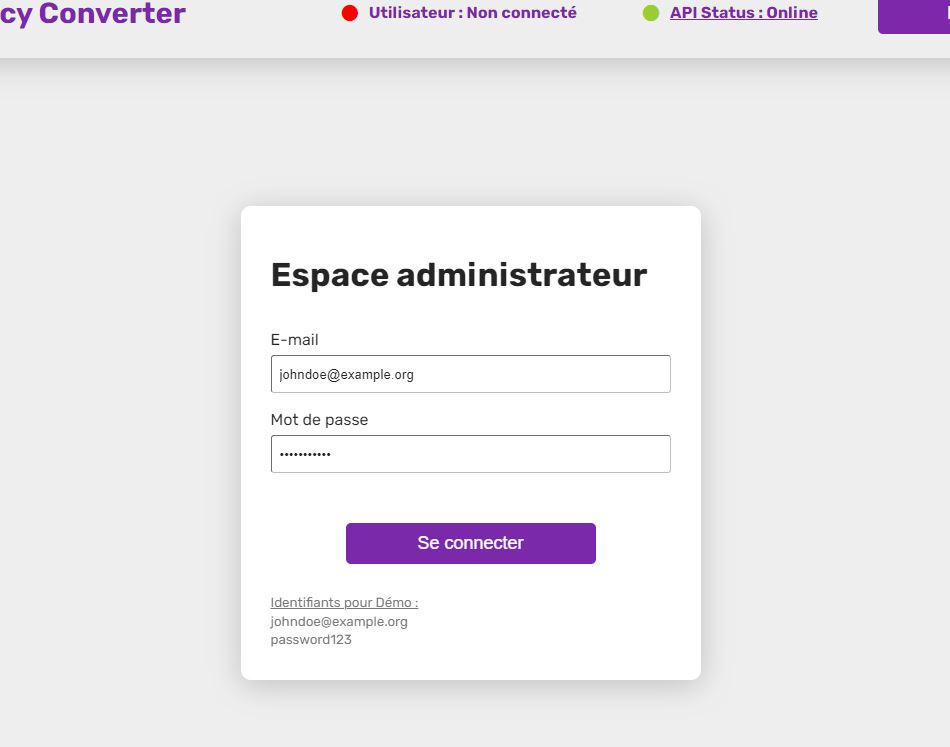 cy Converter
Utilisateur : Non connecté
API Status : Online
Espace administrateur
E-mail
johndoe@example.org
Mot de passe
•••••••••••
Se connecter
Identifiants pour Démo :
johndoe@example.org
password123